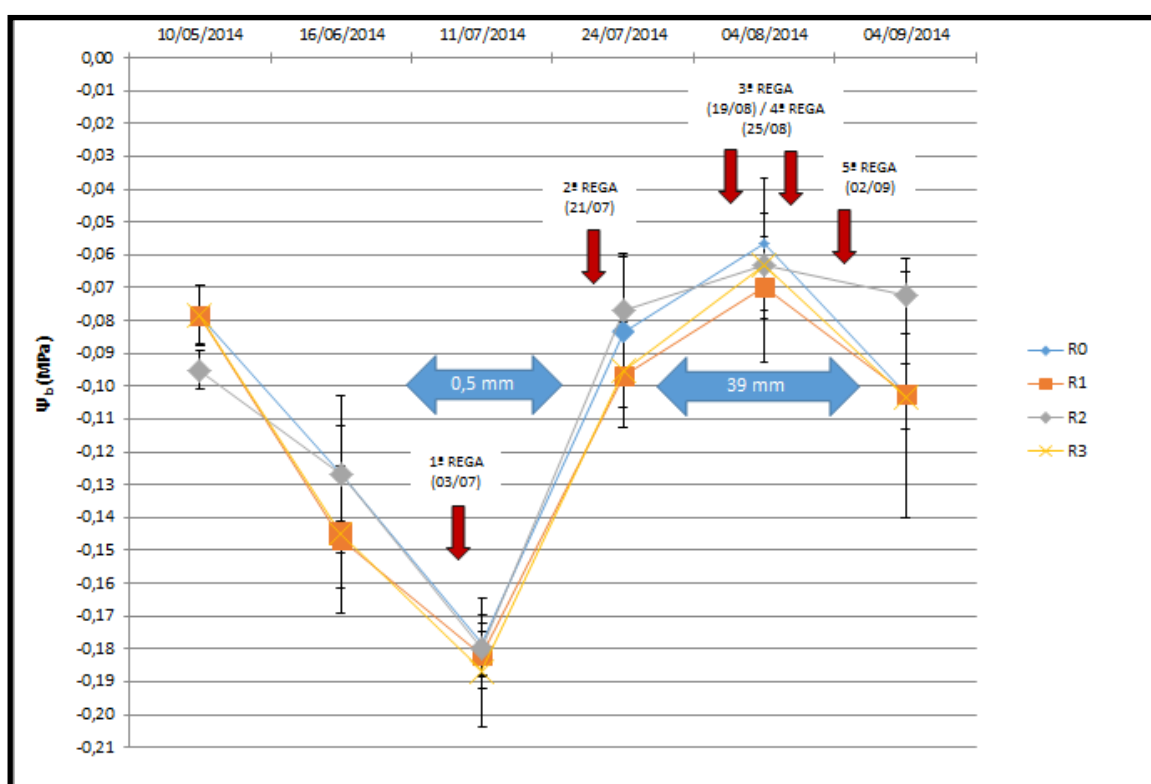 10/05/2014 16/06/2014 11/07/2014 24/07/2014 04/08/2014 04/09/2014
0,00
-0,01
-0,02
-0,03
-0,04
-0,05
-0,06
-0,07
-0,08
-0,09
-0,10
-0,11
-0,12
-0,13
-0,14
-0,15
-0,16
-0,17
-0,18
-0,19
-0,20
-0,21
Ψb (MPa)
1ª REGA
(03/07)
0,5 mm
2ª REGA
(21/07)
3ª REGA
(19/08) / 4ª REGA
(25/08)
39 mm
5ª REGA
(02/09)
R0
R1
R2
R3